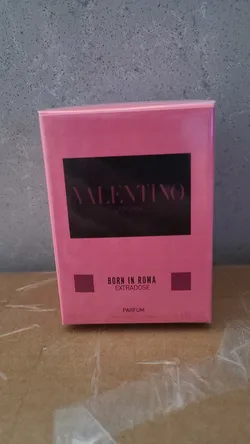 VALENTINO
BORN IN ROMA
EXTRADOSE
PARFUM